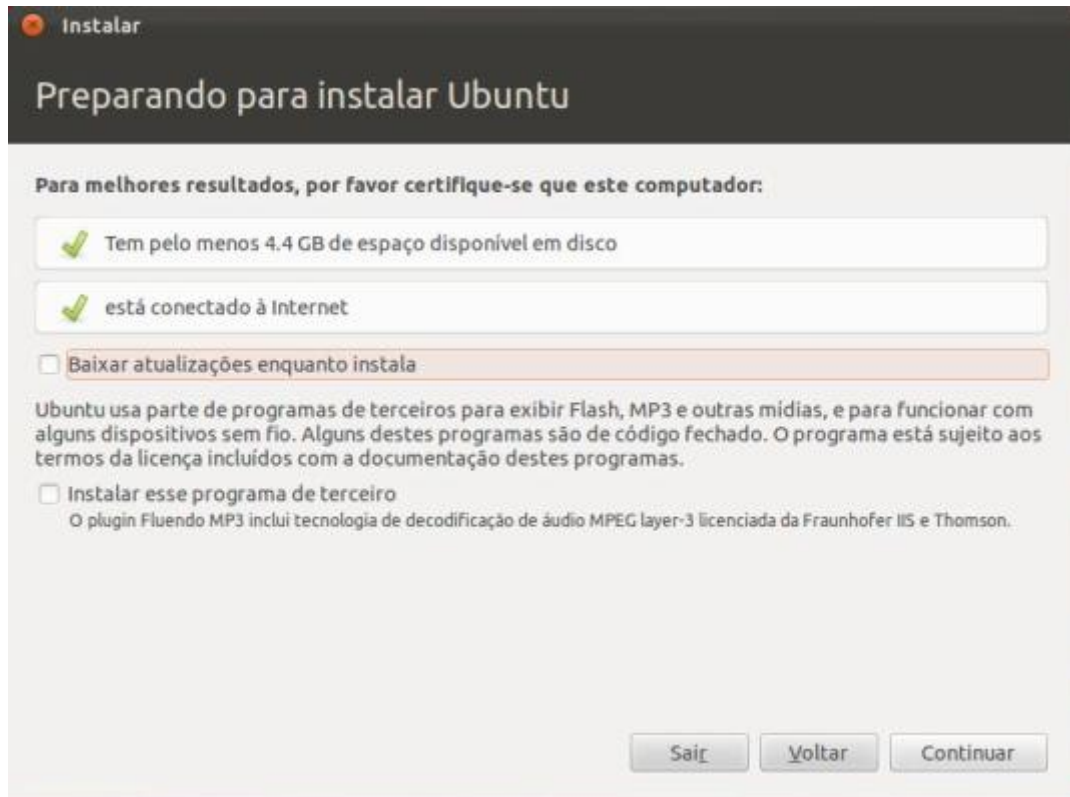 Instalar
Preparando para instalar Ubuntu
Para melhores resultados, por favor certifique-se que este computador:
Tem pelo menos 4.4 GB de espaço disponível em disco
está conectado à Internet
Baixar atualizações enquanto instala
Ubuntu usa parte de programas de terceiros para exibir Flash, MP3 e outras mídias, e para funcionar com
alguns dispositivos sem fio. Alguns destes programas são de código fechado. O programa está sujeito aos
termos da licença incluídos com a documentação destes programas.
Instalar esse programa de terceiro
O plugin Fluendo MP3 inclui tecnologia de decodificação de áudio MPEG layer-3 licenciada da Fraunhofer IIS e Thomson.
Sair
Voltar
Continuar